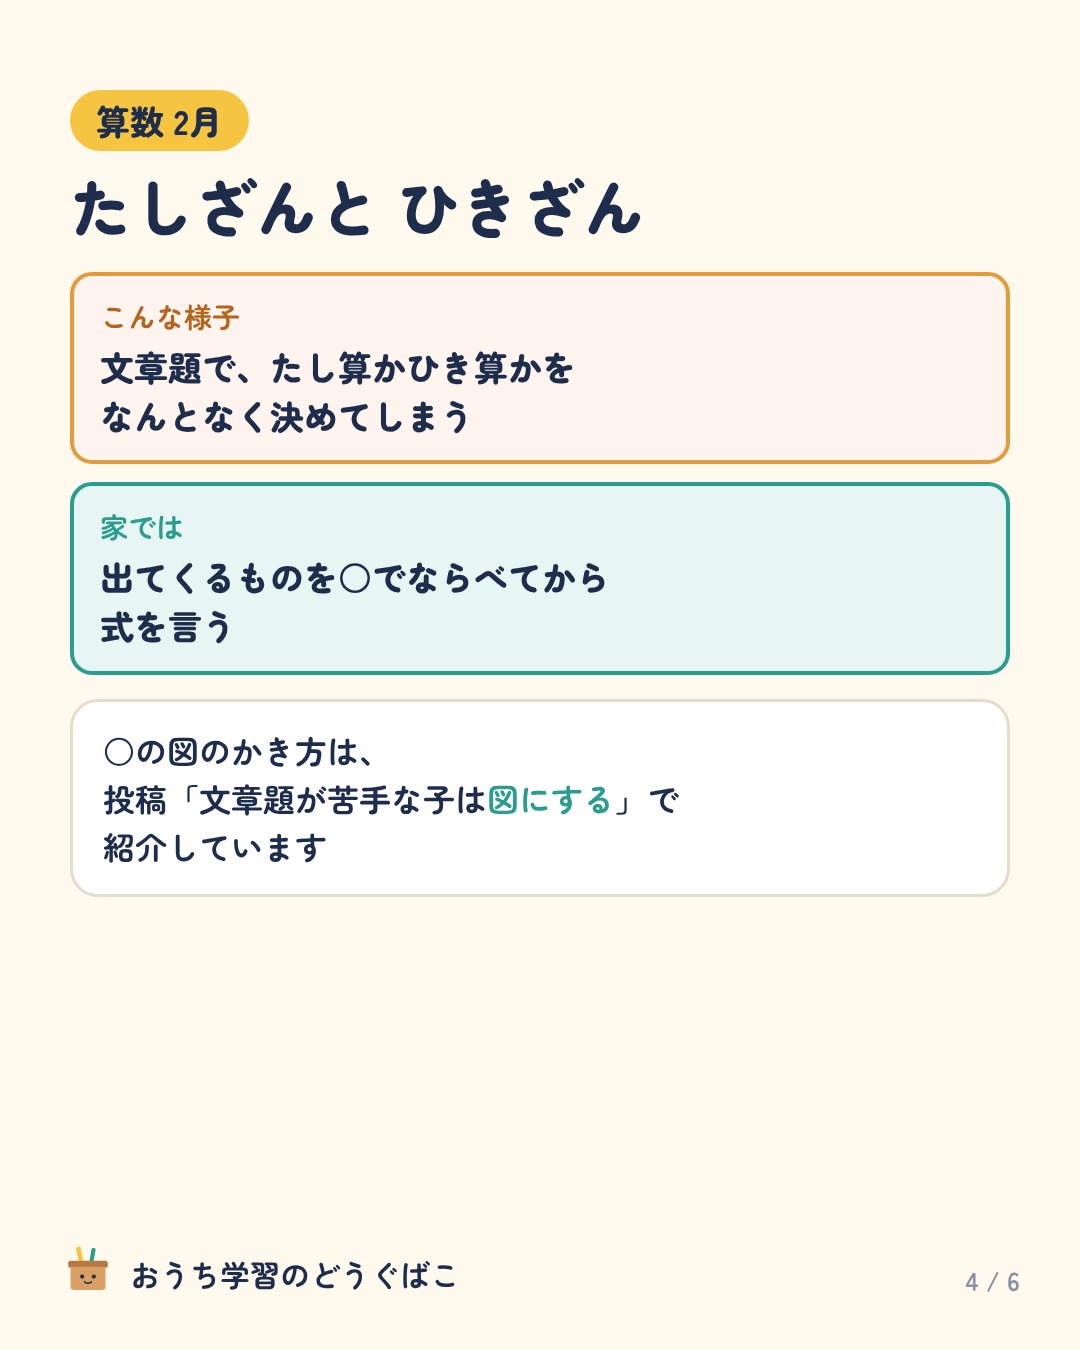 算数 2月
たしざんと ひきざん
こんな様子
文章題で、たし算かひき算かを
なんとなく決めてしまう
家では
出てくるものを○でならべてから
式を言う
○の図のかき方は、
投稿「文章題が苦手な子は図にする」で
紹介しています
おうち学習のどうぐばこ
4 / 6